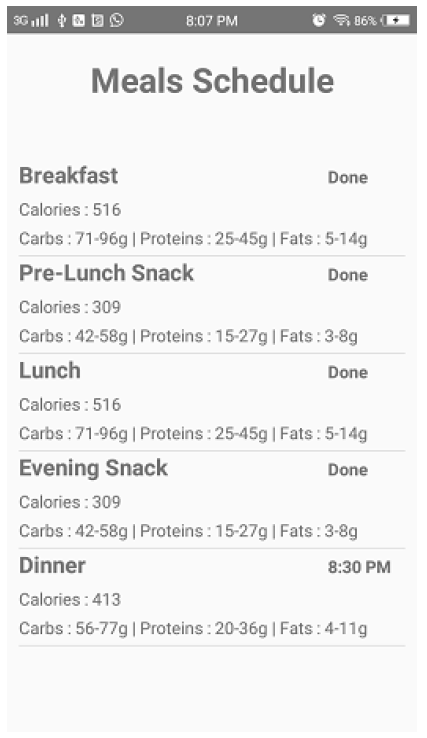 3G 8:07 PM 86%
Meals Schedule
Breakfast Done
Calories : 516
Carbs : 71-96g | Proteins : 25-45g | Fats : 5-14g
Pre-Lunch Snack Done
Calories : 309
Carbs : 42-58g | Proteins : 15-27g | Fats : 3-8g
Lunch Done
Calories : 516
Carbs : 71-96g | Proteins : 25-45g | Fats : 5-14g
Evening Snack Done
Calories : 309
Carbs : 42-58g | Proteins : 15-27g | Fats : 3-8g
Dinner 8:30 PM
Calories : 413
Carbs : 56-77g | Proteins : 20-36g | Fats : 4-11g